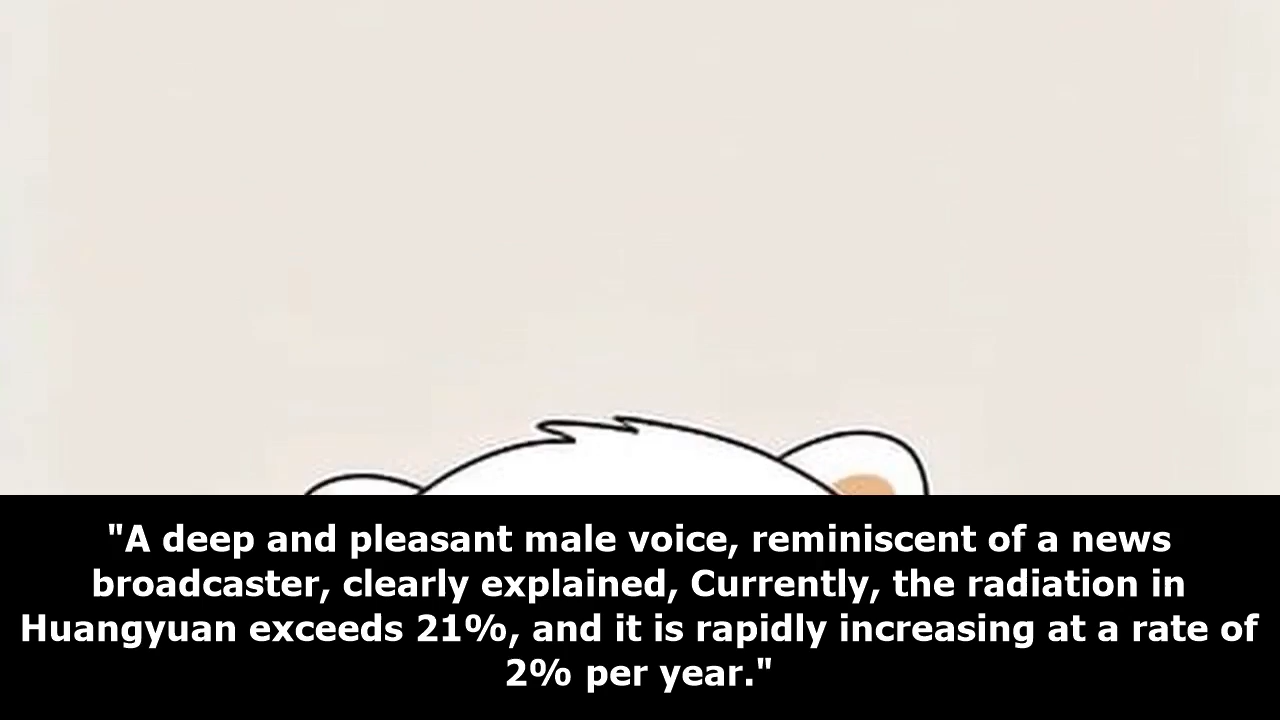 "A deep and pleasant male voice, reminiscent of a news
broadcaster, clearly explained, Currently, the radiation in
Huangyuan exceeds 21%, and it is rapidly increasing at a rate of
2% per year."